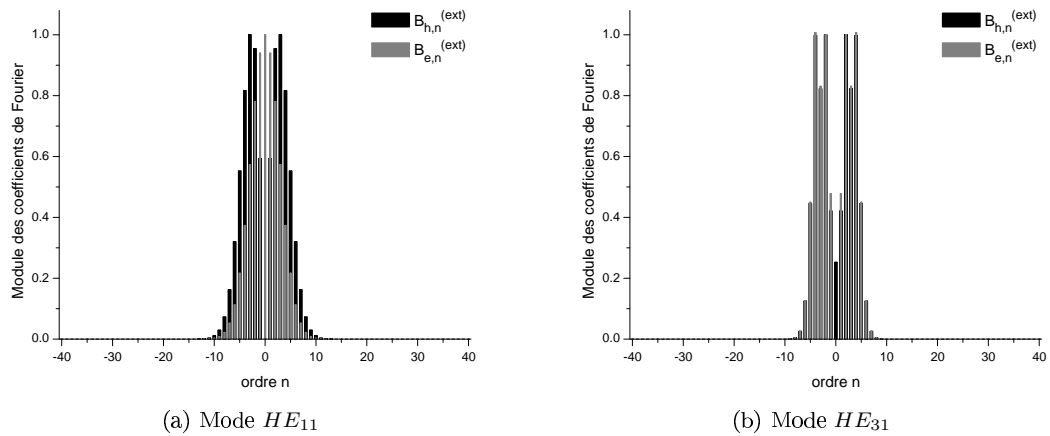 B_{h,n}^{(ext)}
B_{e,n}^{(ext)}
Module des coefficients de Fourier
1.0
0.8
0.6
0.4
0.2
0.0
-40 -30 -20 -10 0 10 20 30 40
ordre n
(a) Mode HE_{11}
B_{h,n}^{(ext)}
B_{e,n}^{(ext)}
Module des coefficients de Fourier
1.0
0.8
0.6
0.4
0.2
0.0
-40 -30 -20 -10 0 10 20 30 40
ordre n
(b) Mode HE_{31}